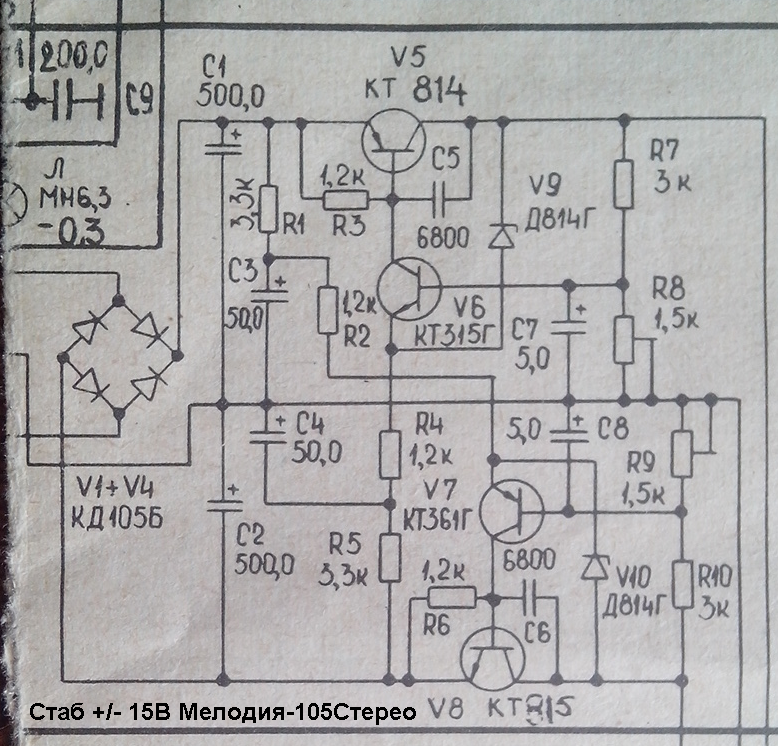 1 200,0
C9
Л
МН6,3
-0,3
C1
500,0
V5
КТ 814
C5
6800
1,2к
R3
3,3к
R1
V9
Д814Г
R7
3к
C3
50,0
1,2к
R2
V6
КТ315Г
C7
5,0
R8
1,5к
C4
50,0
R4
1,2к
5,0
C8
R9
1,5к
V1÷V4
КД105Б
V7
КТ361Г
C2
500,0
R5
3,3к
1,2к
R6
6800
C6
V10
Д814Г
R10
3к
V8 КТ815
Стаб +/- 15В Мелодия-105Стерео